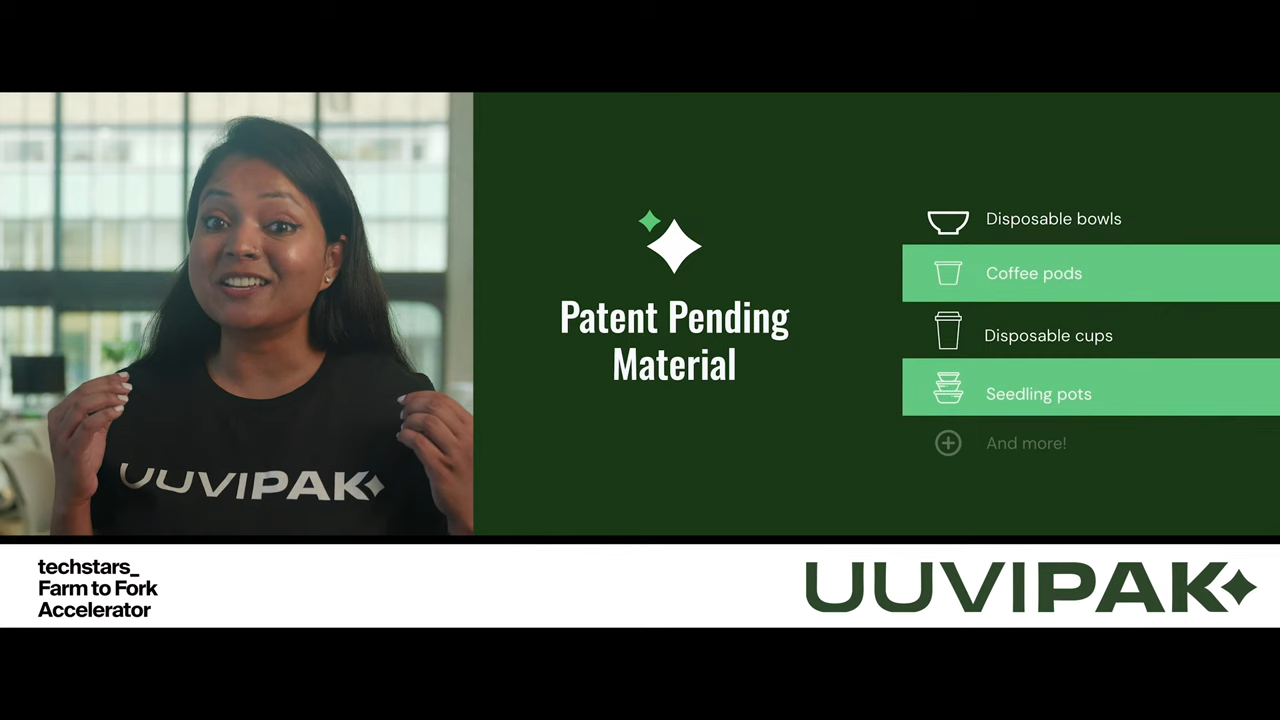 UUVIPAK
Patent Pending
Material
Disposable bowls
Coffee pods
Disposable cups
Seedling pots
And more!
techstars_
Farm to Fork
Accelerator
UUVIPAK